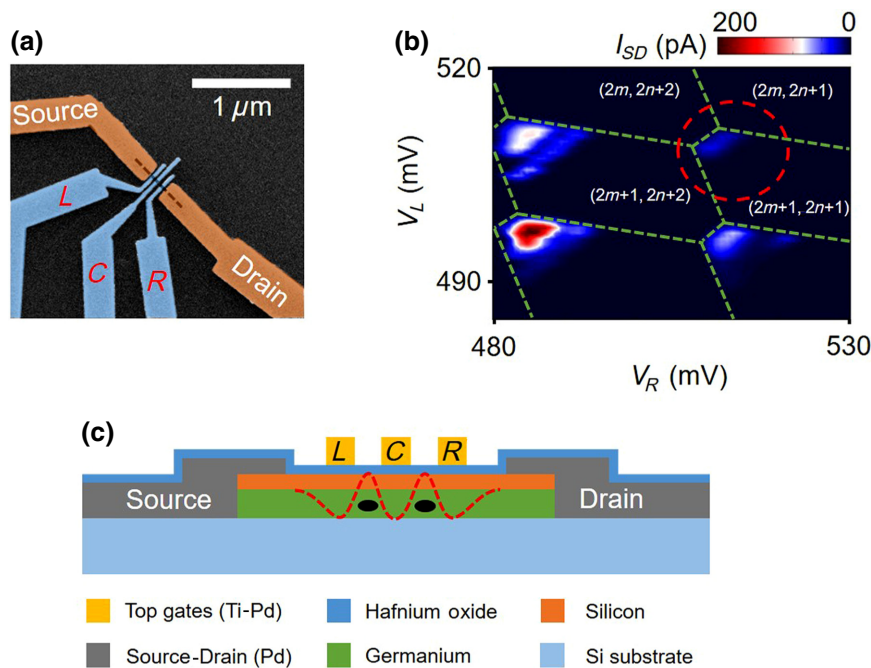 (a)
1 μm
Source
L
C
R
Drain
(b)
200 0
I_SD (pA)
520
490
V_L (mV)
(2m, 2n+2)
(2m, 2n+1)
(2m+1, 2n+2)
(2m+1, 2n+1)
480 530
V_R (mV)
(c)
L C R
Source Drain
Top gates (Ti-Pd) Hafnium oxide Silicon
Source-Drain (Pd) Germanium Si substrate